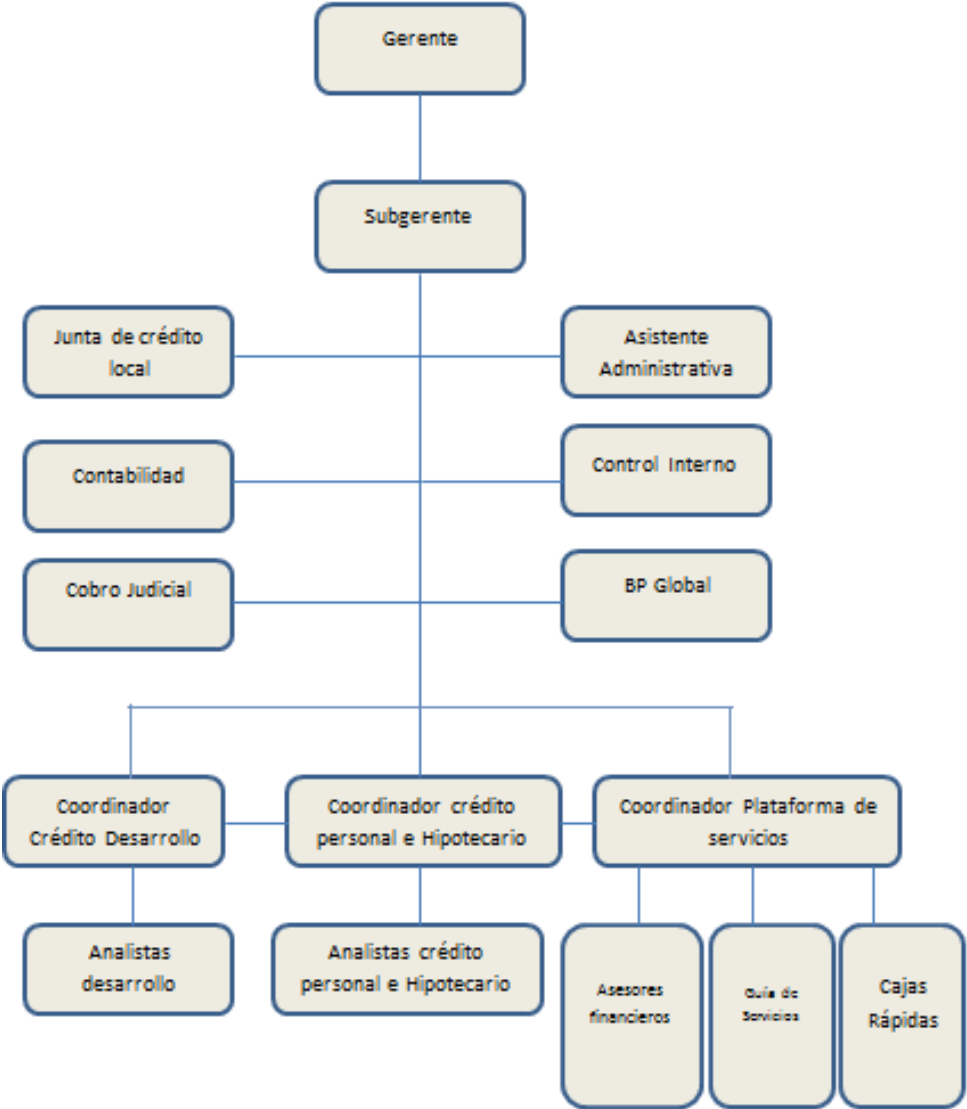 Gerente
Subgerente
Junta de crédito
local
Asistente
Administrativa
Contabilidad
Control Interno
Cobro Judicial
BP Global
Coordinador
Crédito Desarrollo
Coordinador crédito
personal e Hipotecario
Coordinador Plataforma de
servicios
Analistas
desarrollo
Analistas crédito
personal e Hipotecario
Asesores
financieros
Guía de
Servicios
Cajas
Rápidas